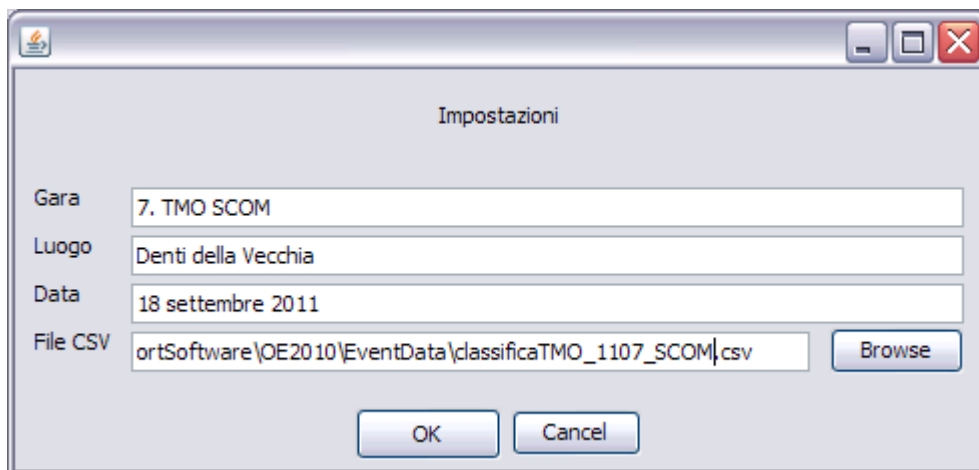 Impostazioni
Gara 7. TMO SCOM
Luogo Denti della Vecchia
Data 18 settembre 2011
File CSV ortSoftware\OE2010\EventData\classificaTMO_1107_SCOM.csv Browse
OK Cancel